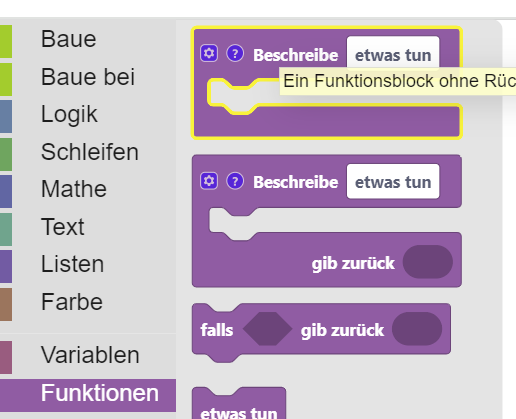 Baue
Baue bei
Logik
Schleifen
Mathe
Text
Listen
Farbe
Variablen
Funktionen
? Beschreibe etwas tun
Ein Funktionsblock ohne Rüc
? Beschreibe etwas tun
gib zurück
falls gib zurück
etwas tun